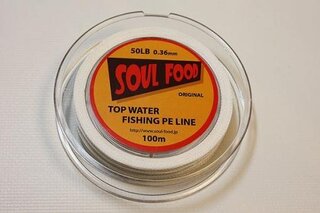 50LB 0.36mm
SOUL FOOD
ORIGINAL
TOP WATER
FISHING PE LINE
http://www.soul-food.jp
100m